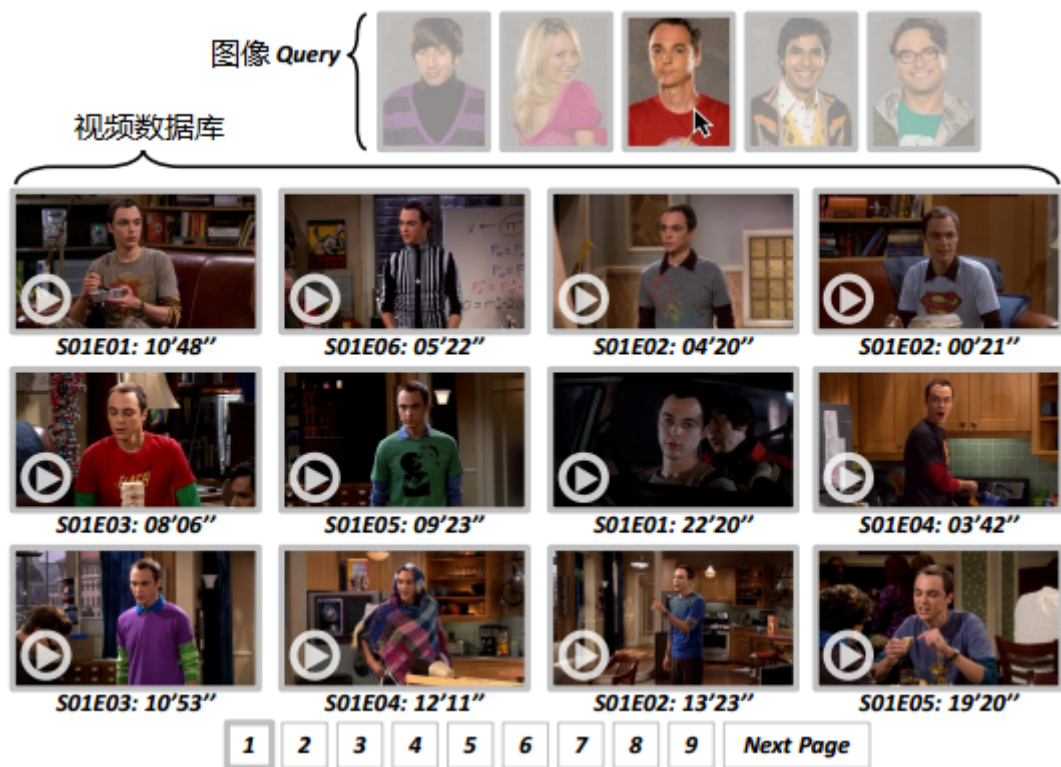 图像 Query
视频数据库
S01E01: 10’48’’
S01E06: 05’22’’
S01E02: 04’20’’
S01E02: 00’21’’
S01E03: 08’06’’
S01E05: 09’23’’
S01E01: 22’20’’
S01E04: 03’42’’
S01E03: 10’53’’
S01E04: 12’11’’
S01E02: 13’23’’
S01E05: 19’20’’
1 2 3 4 5 6 7 8 9 Next Page